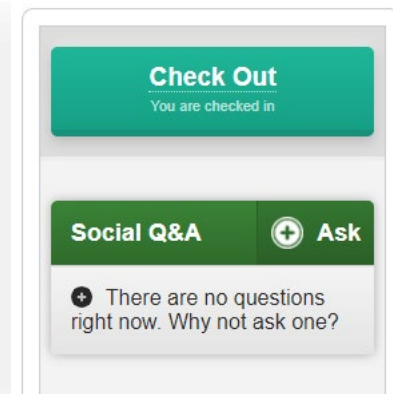 Check Out
You are checked in
Social Q&A
Ask
There are no questions
right now. Why not ask one?